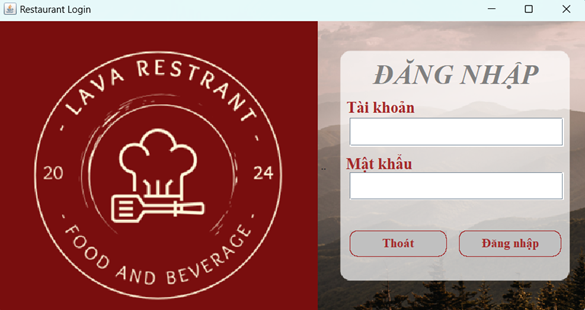 Restaurant Login
- LAVA RESTRANT -
20 24
- FOOD AND BEVERAGE -
ĐĂNG NHẬP
Tài khoản
Mật khẩu
Thoát Đăng nhập